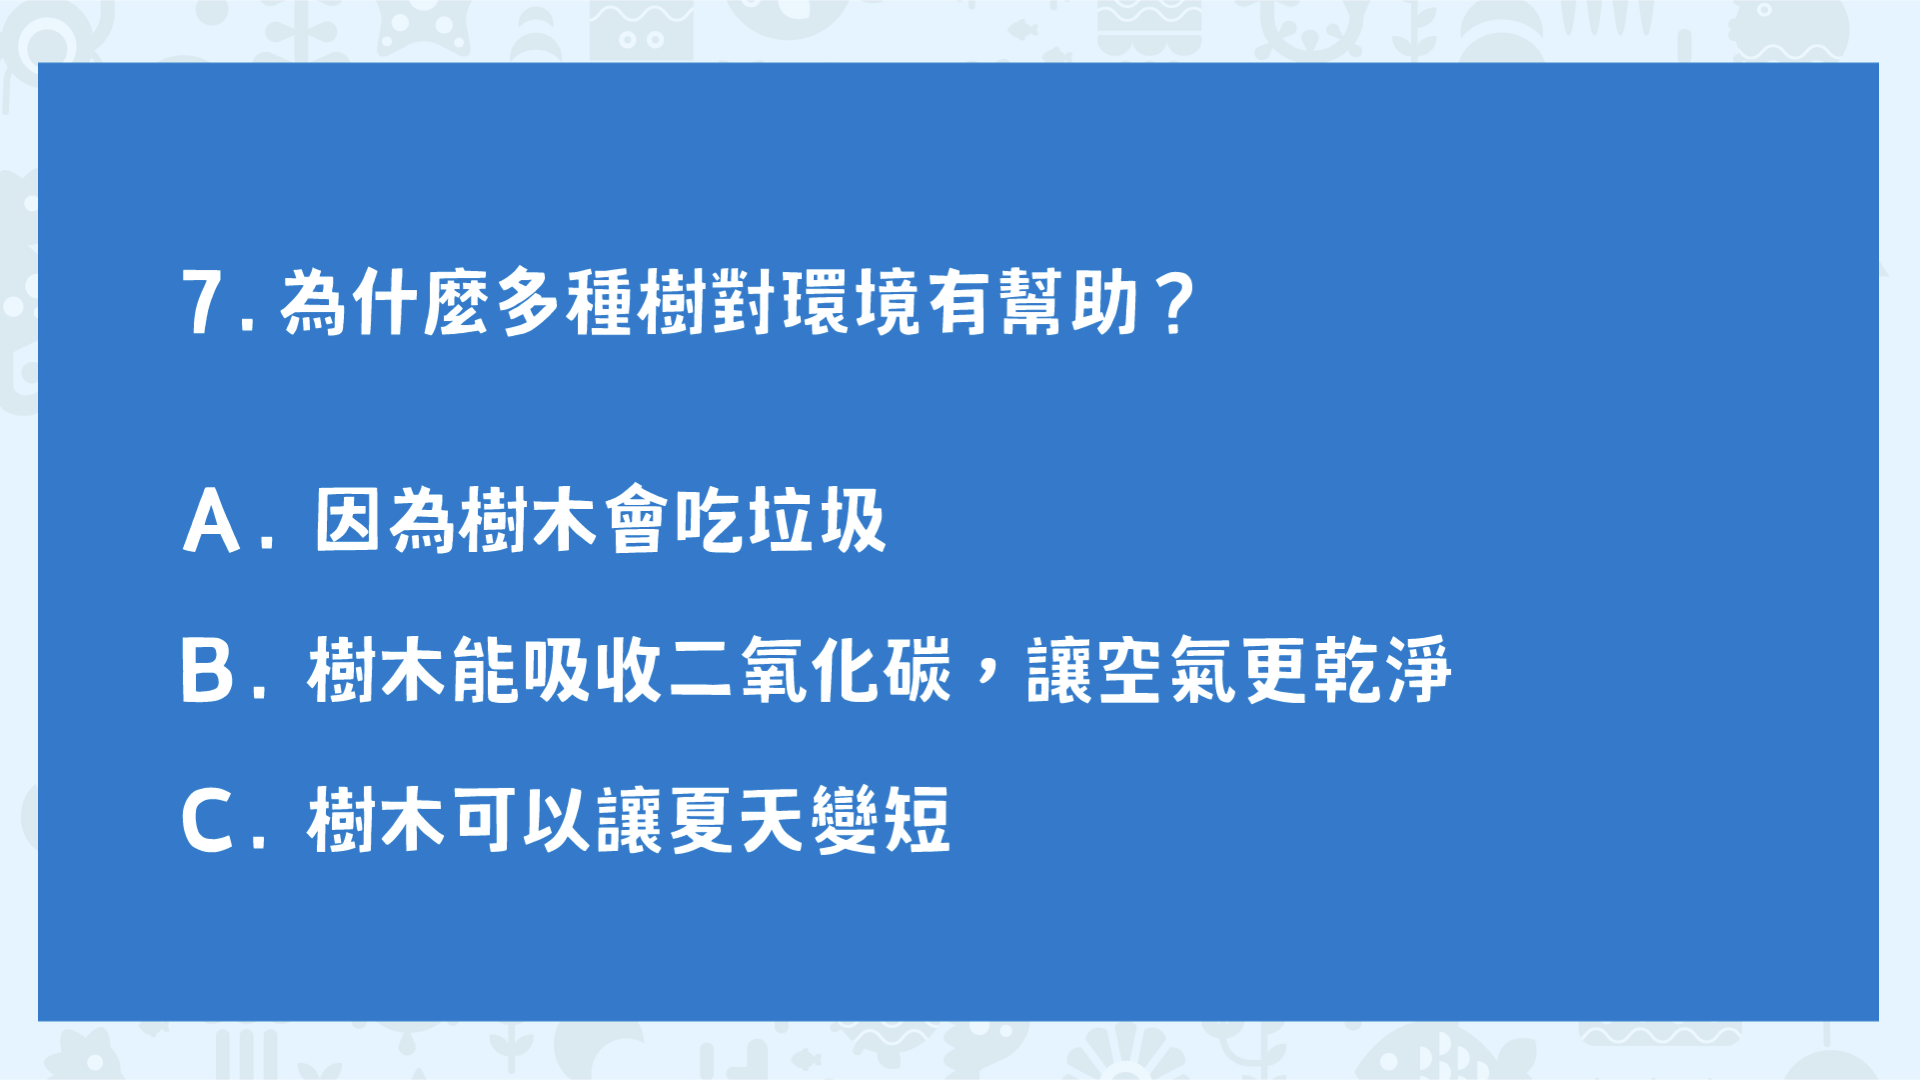 7.為什麼多種樹對環境有幫助？
A. 因為樹木會吃垃圾
B. 樹木能吸收二氧化碳，讓空氣更乾淨
C. 樹木可以讓夏天變短